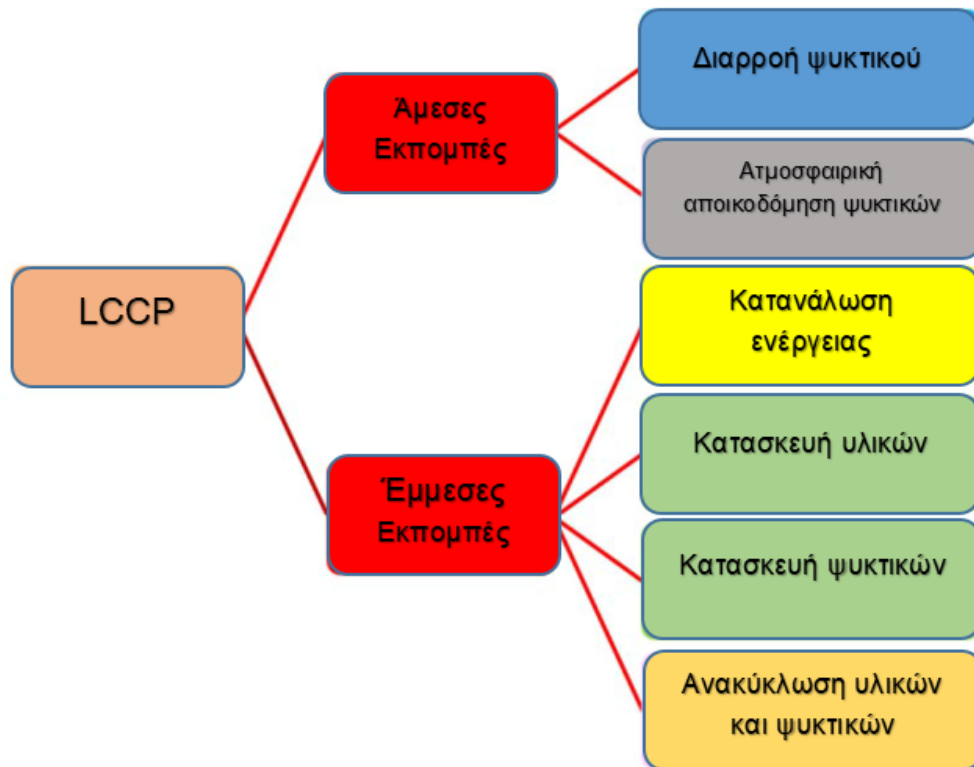 LCCP
Άμεσες
Εκπομπές
Διαρροή ψυκτικού
Ατμοσφαιρική
αποικοδόμηση ψυκτικών
Έμμεσες
Εκπομπές
Κατανάλωση
ενέργειας
Κατασκευή υλικών
Κατασκευή ψυκτικών
Ανακύκλωση υλικών
και ψυκτικών